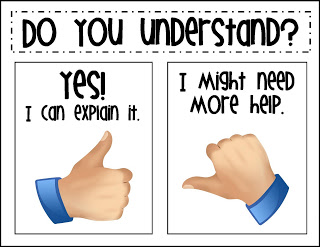 Do you understand?
Yes!
I can explain it.
I might need
more help.